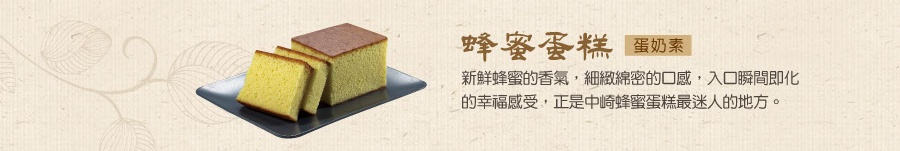 蜂蜜蛋糕 蛋奶素
新鮮蜂蜜的香氣，細緻綿密的口感，入口瞬間即化
的幸福感受，正是中崎蜂蜜蛋糕最迷人的地方。